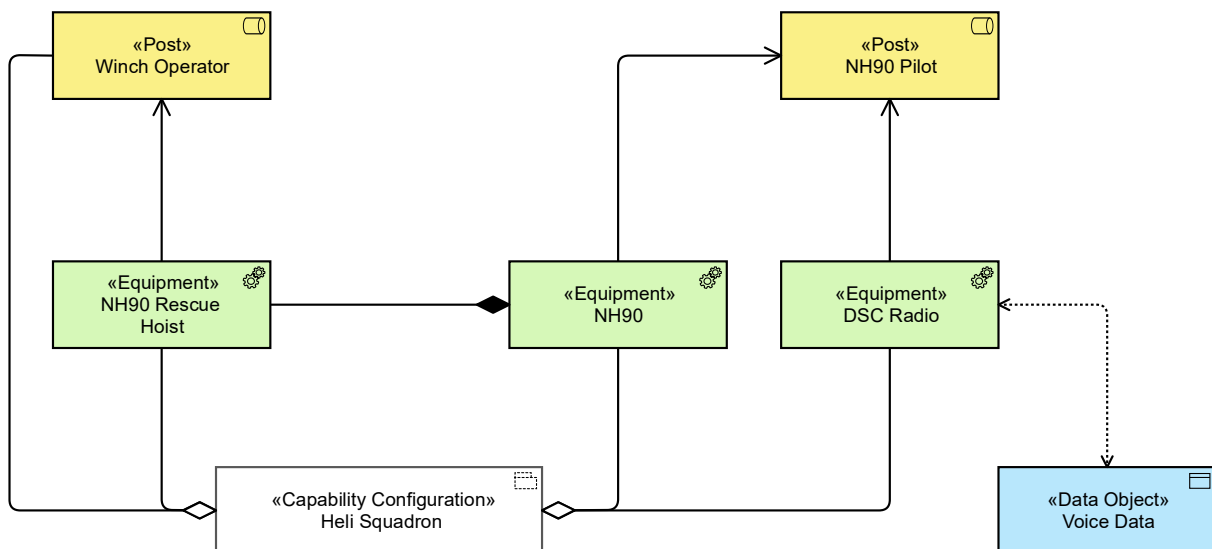 «Post»
Winch Operator
«Post»
NH90 Pilot
«Equipment»
NH90 Rescue
Hoist
«Equipment»
NH90
«Equipment»
DSC Radio
«Capability Configuration»
Heli Squadron
«Data Object»
Voice Data